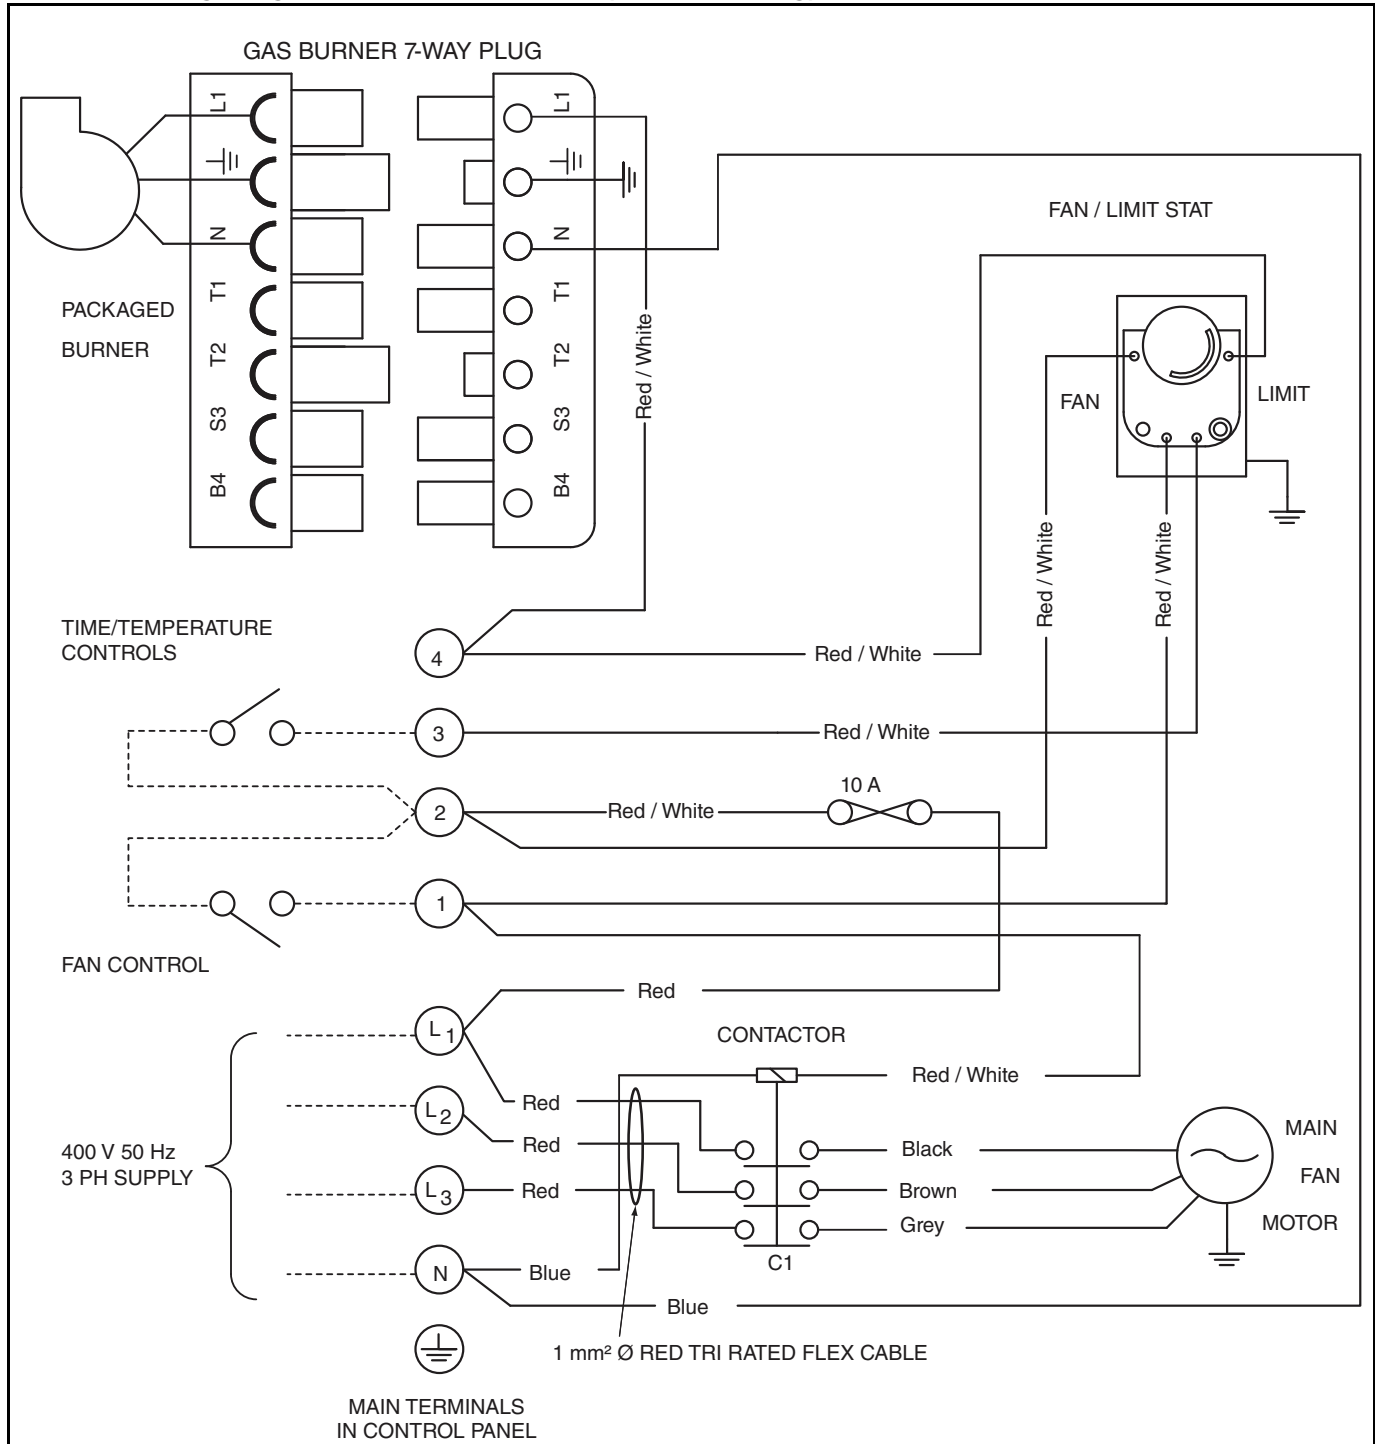 GAS BURNER 7-WAY PLUG
L1
N
T1
T2
S3
B4
L1
N
T1
T2
S3
B4
PACKAGED
BURNER
Red / White
FAN / LIMIT STAT
FAN
LIMIT
Red / White
Red / White
TIME/TEMPERATURE
CONTROLS
4
Red / White
3
Red / White
2
Red / White
10 A
1
FAN CONTROL
Red
L1
CONTACTOR
Red / White
L2
Red
Red
L3
Red
400 V 50 Hz
3 PH SUPPLY
Black
Brown
Grey
C1
MAIN
FAN
MOTOR
N
Blue
Blue
1 mm² Ø RED TRI RATED FLEX CABLE
MAIN TERMINALS
IN CONTROL PANEL